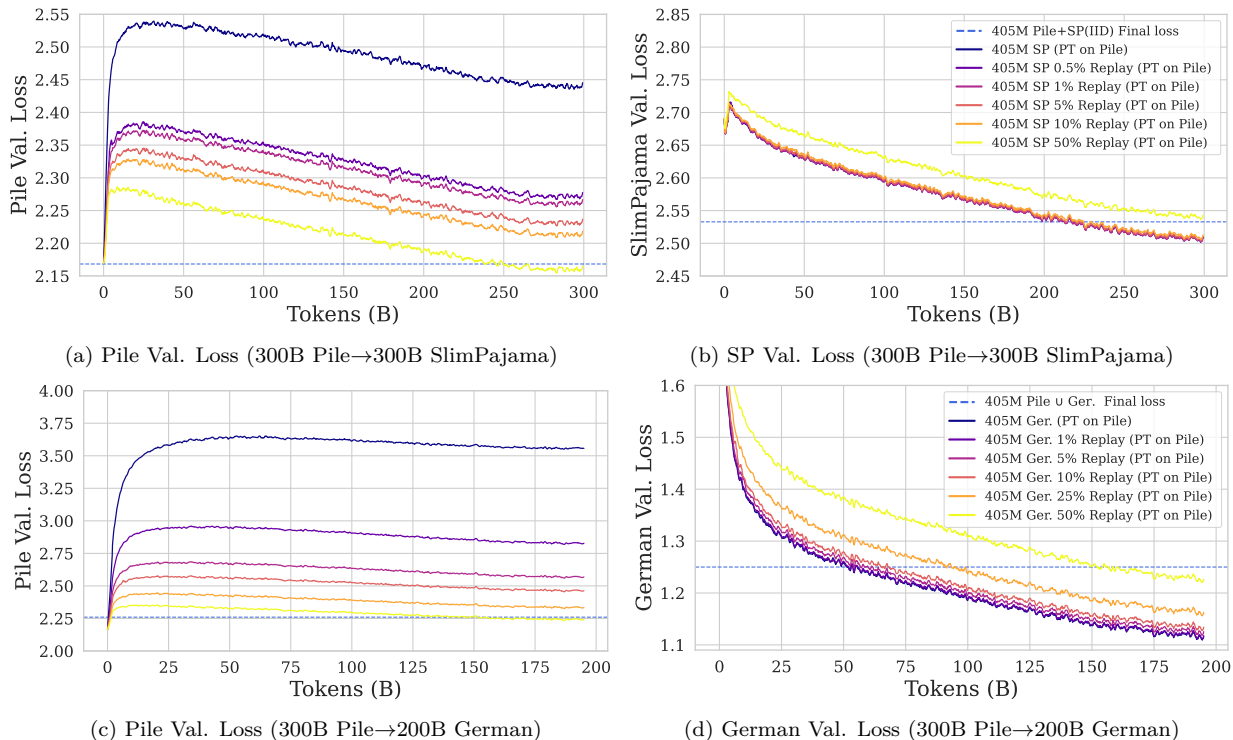 2.55
2.50
2.45
2.40
2.35
2.30
2.25
2.20
2.15
Pile Val. Loss
0 50 100 150 200 250 300
Tokens (B)
(a) Pile Val. Loss (300B Pile→300B SlimPajama)
2.85
2.80
2.75
2.70
2.65
2.60
2.55
2.50
2.45
SlimPajama Val. Loss
405M Pile+SP(IID) Final loss
405M SP (PT on Pile)
405M SP 0.5% Replay (PT on Pile)
405M SP 1% Replay (PT on Pile)
405M SP 5% Replay (PT on Pile)
405M SP 10% Replay (PT on Pile)
405M SP 50% Replay (PT on Pile)
0 50 100 150 200 250 300
Tokens (B)
(b) SP Val. Loss (300B Pile→300B SlimPajama)
4.00
3.75
3.50
3.25
3.00
2.75
2.50
2.25
2.00
Pile Val. Loss
0 25 50 75 100 125 150 175 200
Tokens (B)
(c) Pile Val. Loss (300B Pile→200B German)
1.6
1.5
1.4
1.3
1.2
1.1
German Val. Loss
405M Pile ∪ Ger. Final loss
405M Ger. (PT on Pile)
405M Ger. 1% Replay (PT on Pile)
405M Ger. 5% Replay (PT on Pile)
405M Ger. 10% Replay (PT on Pile)
405M Ger. 25% Replay (PT on Pile)
405M Ger. 50% Replay (PT on Pile)
0 25 50 75 100 125 150 175 200
Tokens (B)
(d) German Val. Loss (300B Pile→200B German)